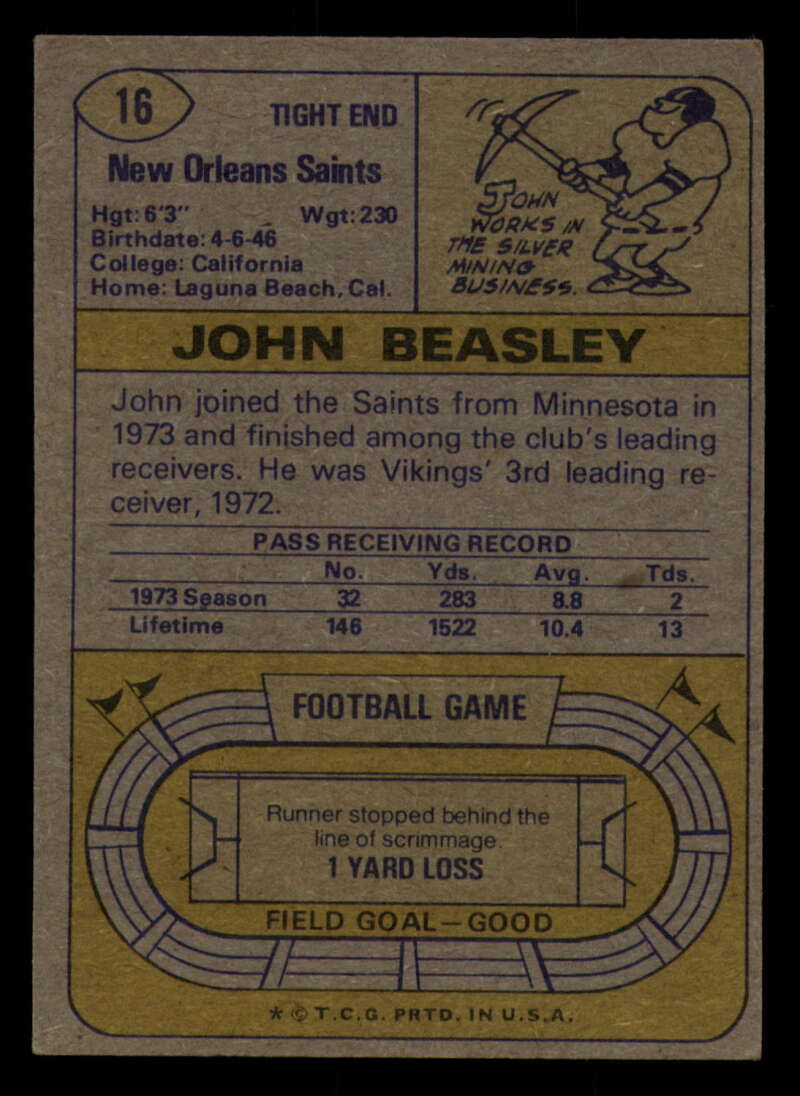 16
TIGHT END
New Orleans Saints
Hgt: 6'3" Wgt: 230
Birthdate: 4-6-46
College: California
Home: Laguna Beach, Cal.
JOHN
WORKS IN
THE SILVER
MINING
BUSINESS.
JOHN BEASLEY
John joined the Saints from Minnesota in
1973 and finished among the club's leading
receivers. He was Vikings' 3rd leading re-
ceiver, 1972.
PASS RECEIVING RECORD
No. Yds. Avg. Tds.
1973 Season 32 283 8.8 2
Lifetime 146 1522 10.4 13
FOOTBALL GAME
Runner stopped behind the
line of scrimmage.
1 YARD LOSS
FIELD GOAL—GOOD
* © T.C.G. PRTD. IN U.S.A.